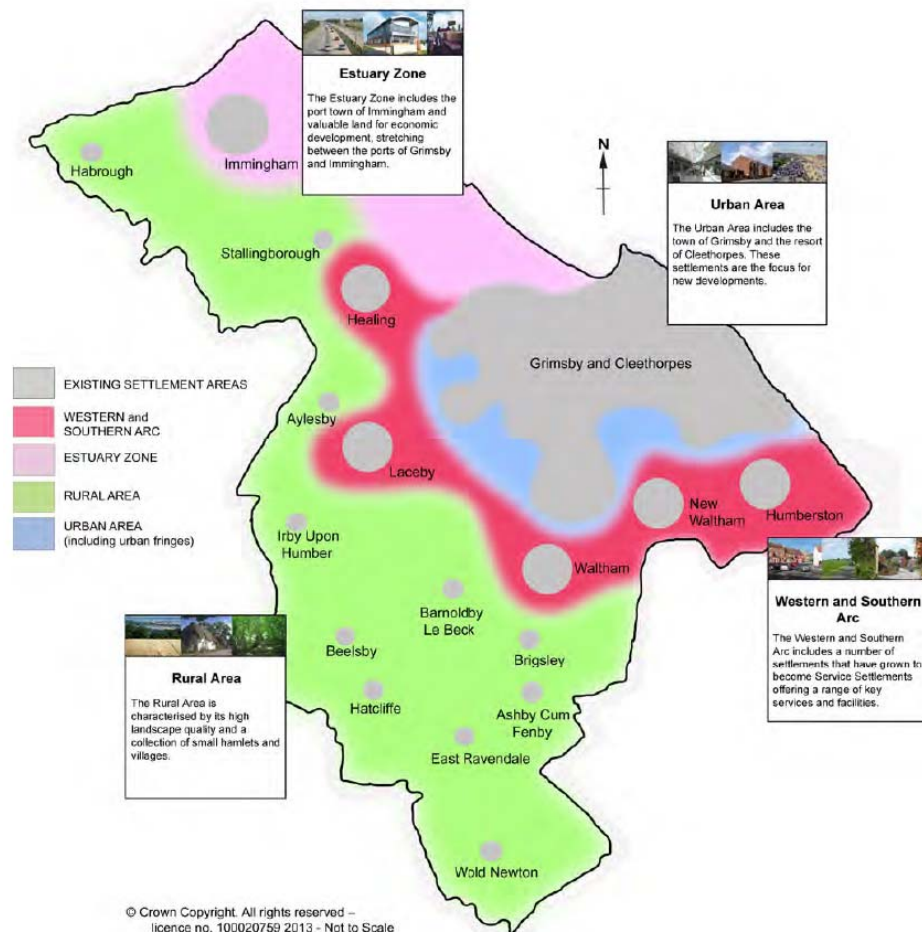 Estuary Zone
The Estuary Zone includes the
port town of Immingham and
valuable land for economic
development, stretching
between the ports of Grimsby
and Immingham.
N
Urban Area
The Urban Area includes the
town of Grimsby and the resort
of Cleethorpes. These
settlements are the focus for
new developments.
Habrough
Immingham
Stallingborough
Healing
Grimsby and Cleethorpes
EXISTING SETTLEMENT AREAS
WESTERN and
SOUTHERN ARC
ESTUARY ZONE
RURAL AREA
URBAN AREA
(including urban fringes)
Aylesby
Laceby
Irby Upon
Humber
New
Waltham
Humberston
Waltham
Barnoldby
Le Beck
Beelsby
Brigsley
Hatcliffe
Ashby Cum
Fenby
East Ravendale
Wold Newton
Western and Southern
Arc
The Western and Southern
Arc includes a number of
settlements that have grown to
become Service Settlements
offering a range of key
services and facilities.
Rural Area
The Rural Area is
characterised by its high
landscape quality and a
collection of small hamlets and
villages.
© Crown Copyright. All rights reserved –
licence no. 100020759 2013 - Not to Scale